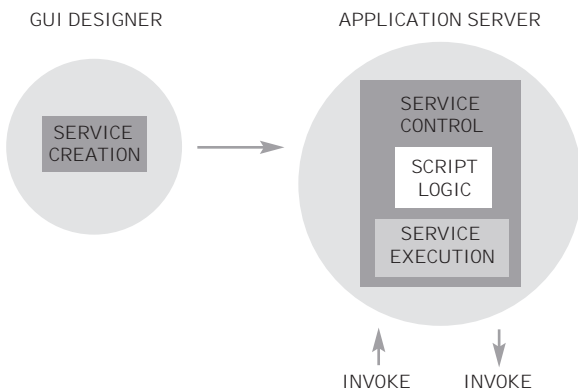 GUI DESIGNER
APPLICATION SERVER
SERVICE
CREATION
SERVICE
CONTROL
SCRIPT
LOGIC
SERVICE
EXECUTION
INVOKE
INVOKE